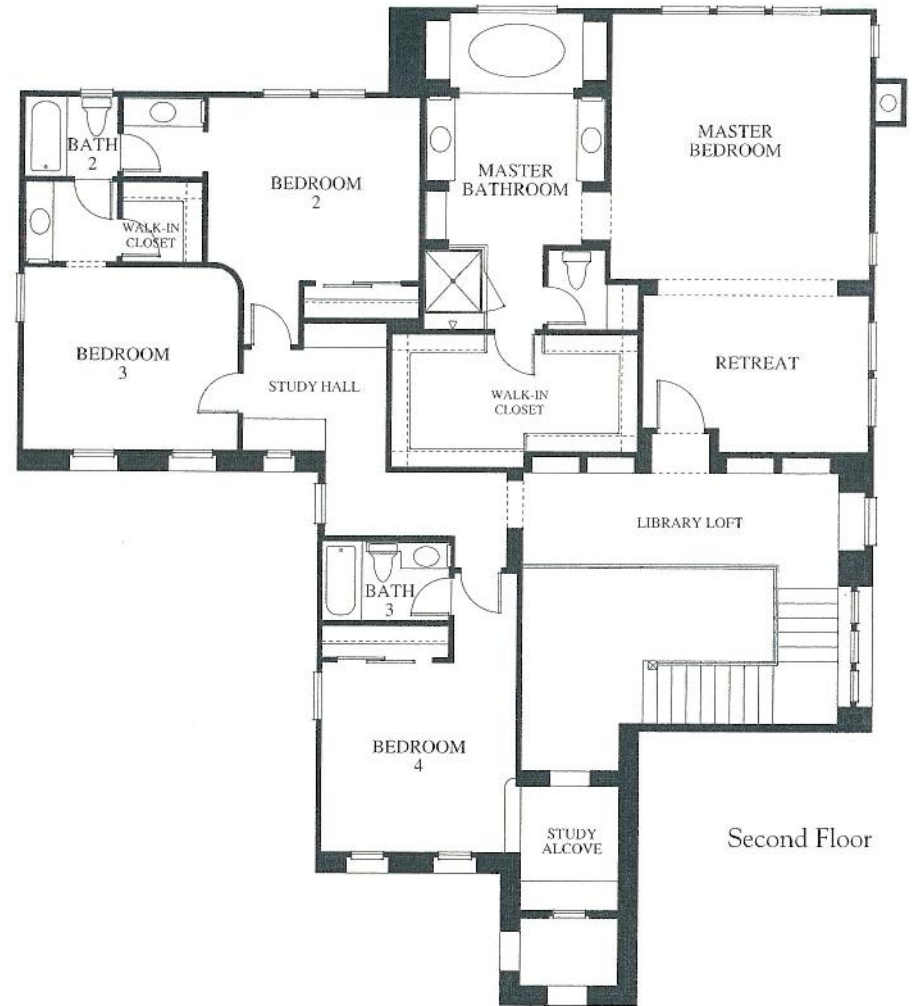 MASTER
BEDROOM
BATH
2
BEDROOM
2
MASTER
BATHROOM
WALK-IN
CLOSET
BEDROOM
3
STUDY HALL
WALK-IN
CLOSET
RETREAT
LIBRARY LOFT
BATH
3
BEDROOM
4
STUDY
ALCOVE
Second Floor